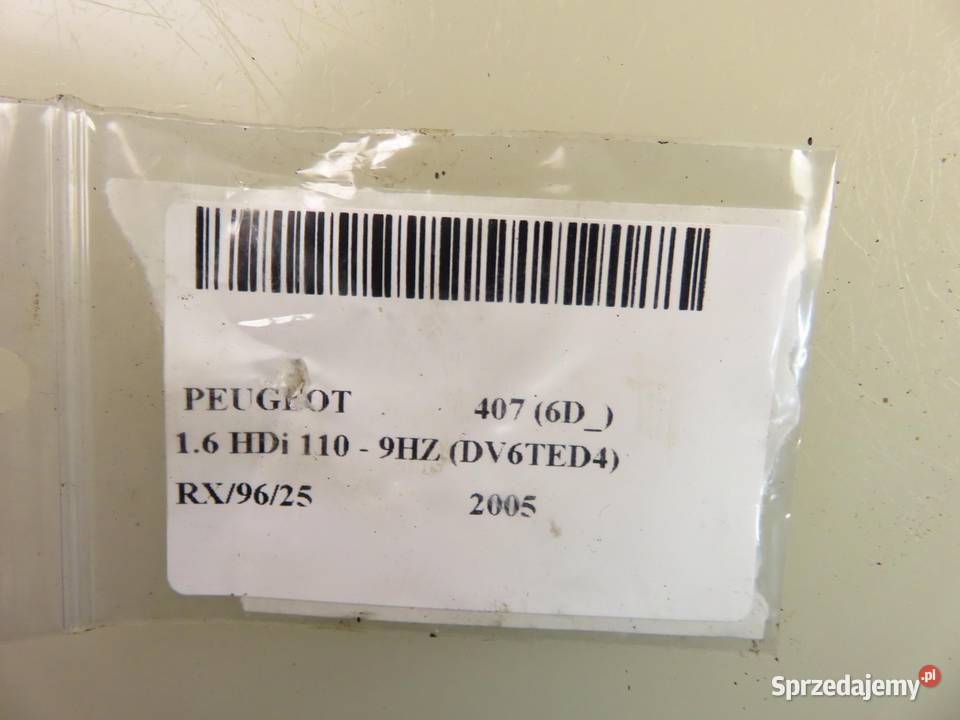 PEUGEOT 407 (6D_)
1.6 HDi 110 - 9HZ (DV6TED4)
RX/96/25 2005
Sprzedajemy.pl